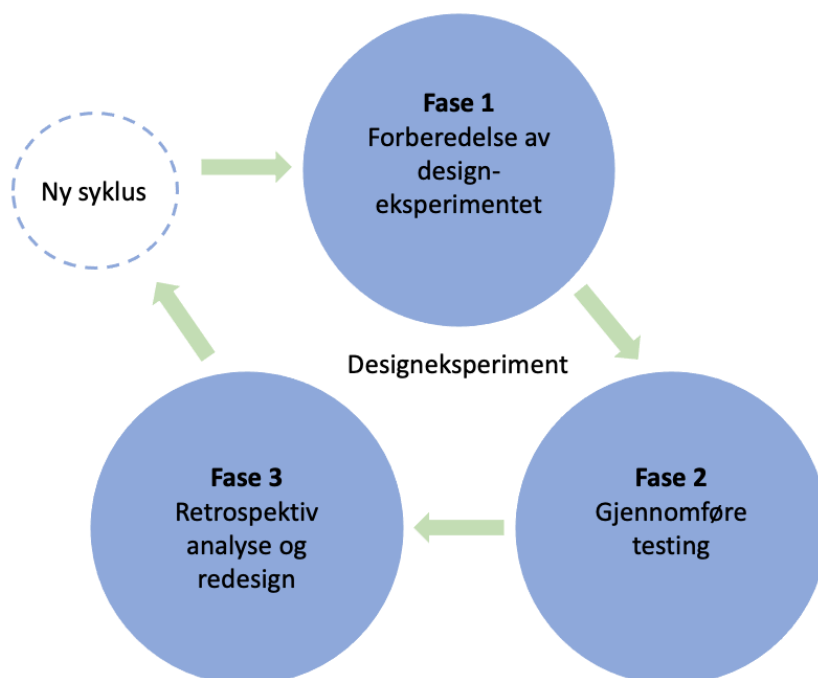 Fase 1
Forberedelse av
design-
eksperimentet
Ny syklus
Designeksperiment
Fase 2
Gjennomføre
testing
Fase 3
Retrospektiv
analyse og
redesign